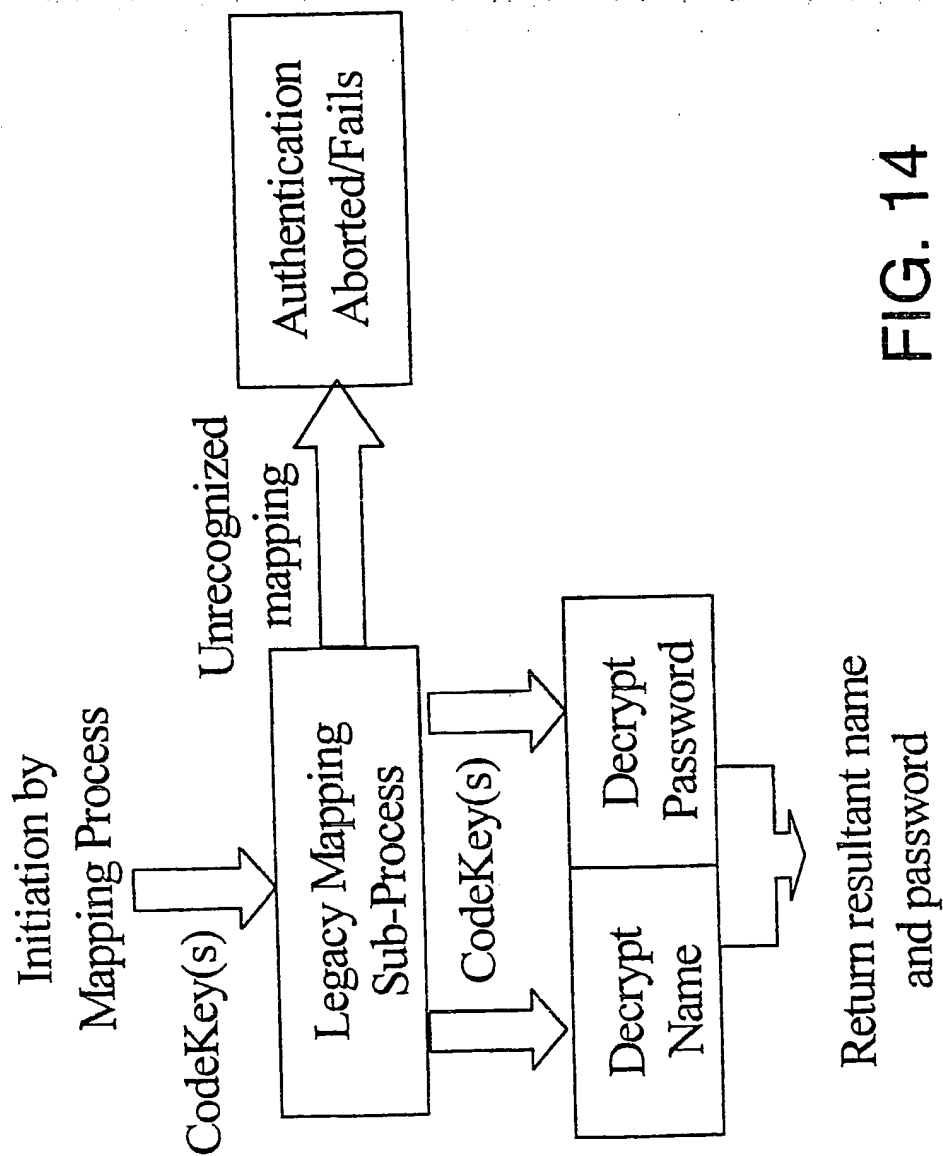 Initiation by
Mapping Process
CodeKey(s)
Legacy Mapping
Sub-Process
Unrecognized
mapping
Authentication
Aborted/Fails
CodeKey(s)
Decrypt
Name
Decrypt
Password
Return resultant name
and password
FIG. 14